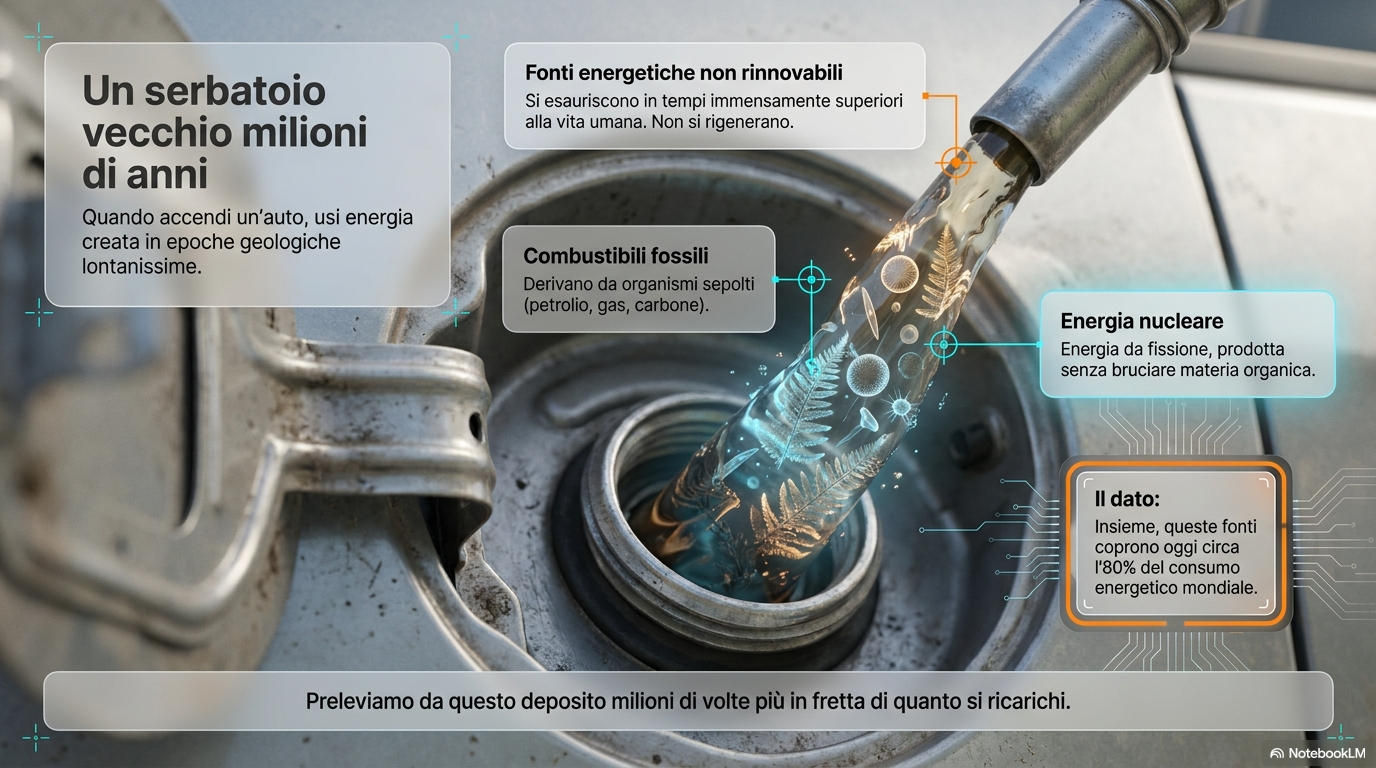 Un serbatoio
vecchio milioni
di anni
Quando accendi un'auto, usi energia
creata in epoche geologiche
lontanissime.
Fonti energetiche non rinnovabili
Si esauriscono in tempi immensamente superiori
alla vita umana. Non si rigenerano.
Combustibili fossili
Derivano da organismi sepolti
(petrolio, gas, carbone).
Energia nucleare
Energia da fissione, prodotta
senza bruciare materia organica.
Il dato:
Insieme, queste fonti
coprono oggi circa
l'80% del consumo
energetico mondiale.
Preleviamo da questo deposito milioni di volte più in fretta di quanto si ricarichi.
NotebookLM